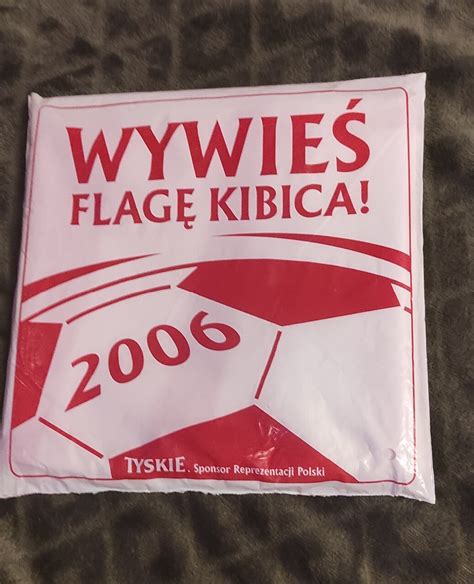 WYWIEŚ
FLAGĘ KIBICA!
2006
TYSKIE. Sponsor Reprezentacji Polski